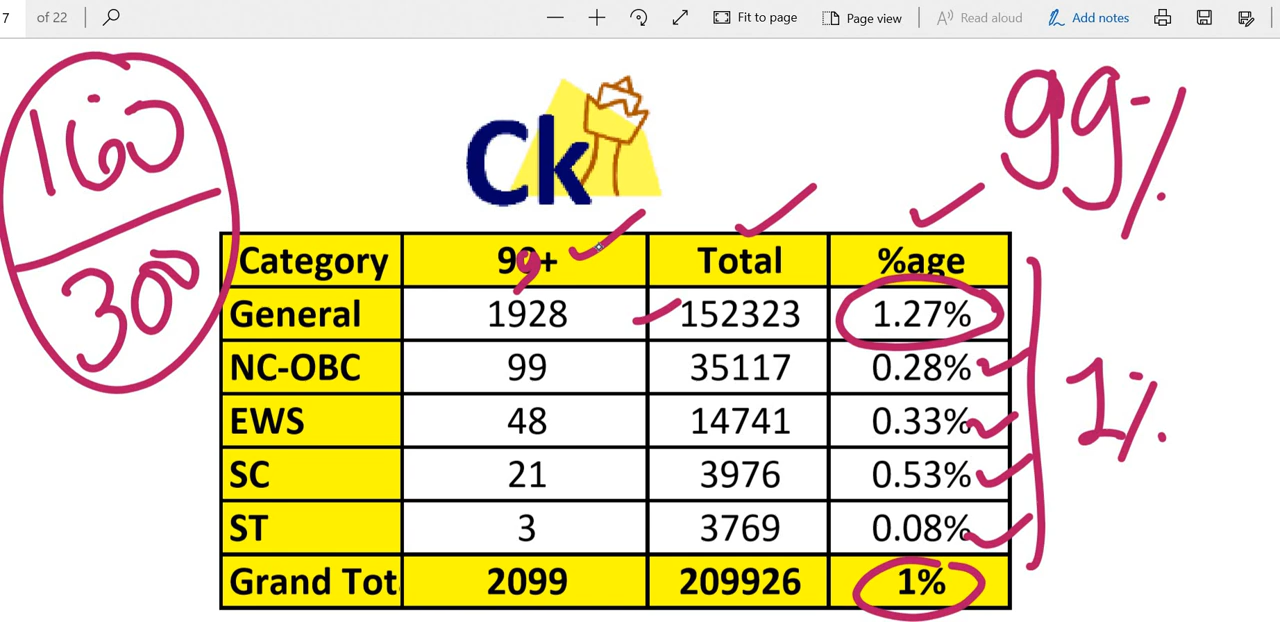 7 of 22 Fit to page Page view Read aloud Add notes
160
300
99%
Ck
Category 99+ Total %age
General 1928 152323 1.27%
NC-OBC 99 35117 0.28%
EWS 48 14741 0.33%
SC 21 3976 0.53%
ST 3 3769 0.08%
Grand Tot 2099 209926 1%
1%